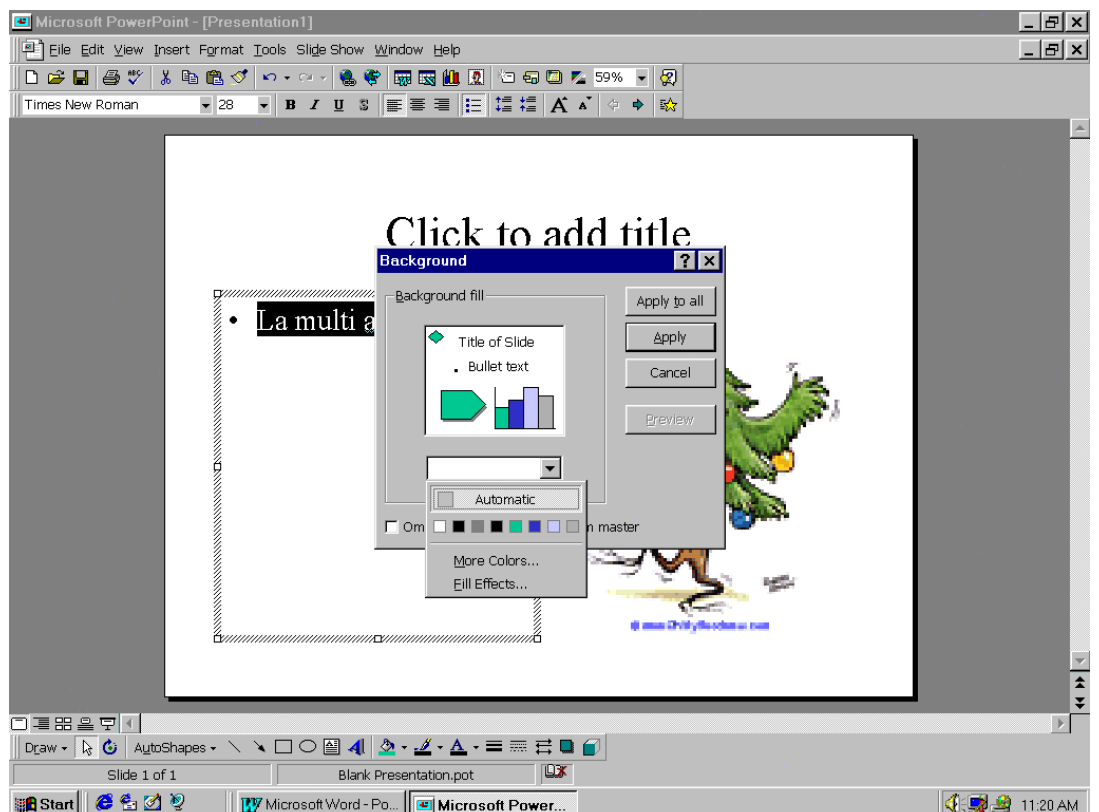 Microsoft PowerPoint - [Presentation1]
File Edit View Insert Format Tools Slide Show Window Help
59%
Times New Roman 28 B I U S A A
Click to add title
Background
Background fill
Apply to all
Title of Slide
Apply
Bullet text
Cancel
Preview
• La multi a
Automatic
Om
n master
More Colors...
Fill Effects...
Draw AutoShapes
Slide 1 of 1 Blank Presentation.pot
Start Microsoft Word - Po... Microsoft Power... 11:20 AM